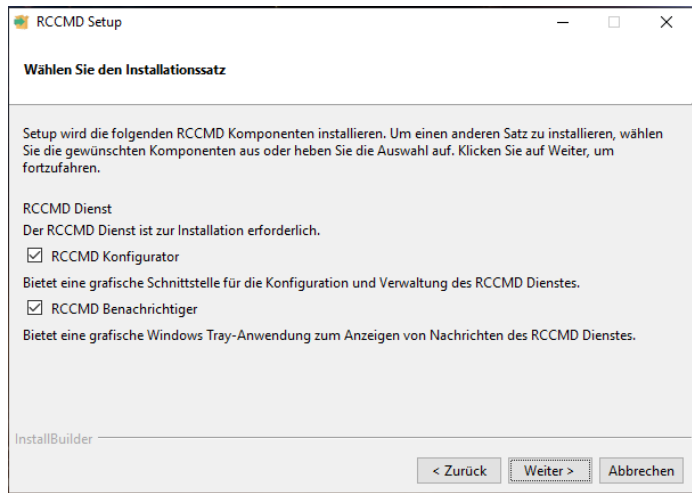 RCCMD Setup
Wählen Sie den Installationssatz
Setup wird die folgenden RCCMD Komponenten installieren. Um einen anderen Satz zu installieren, wählen
Sie die gewünschten Komponenten aus oder heben Sie die Auswahl auf. Klicken Sie auf Weiter, um
fortzufahren.
RCCMD Dienst
Der RCCMD Dienst ist zur Installation erforderlich.
RCCMD Konfigurator
Bietet eine grafische Schnittstelle für die Konfiguration und Verwaltung des RCCMD Dienstes.
RCCMD Benachrichtiger
Bietet eine grafische Windows Tray-Anwendung zum Anzeigen von Nachrichten des RCCMD Dienstes.
InstallBuilder
< Zurück Weiter > Abbrechen